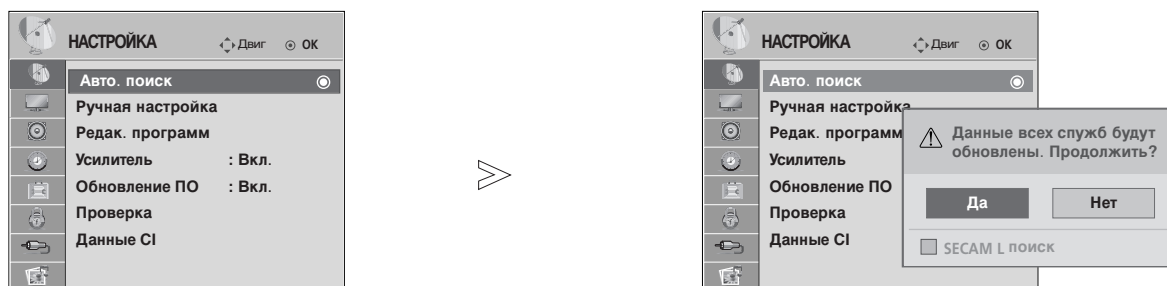 НАСТРОЙКА Двиг ОК
Авто. поиск
Ручная настройка
Редак. программ
Усилитель : Вкл.
Обновление ПО : Вкл.
Проверка
Данные CI
НАСТРОЙКА Двиг ОК
Авто. поиск
Ручная настройка
Редак. программ
Усилитель
Обновление ПО
Проверка
Данные CI
Данные всех служб будут
обновлены. Продолжить?
Да Нет
SECAM L поиск